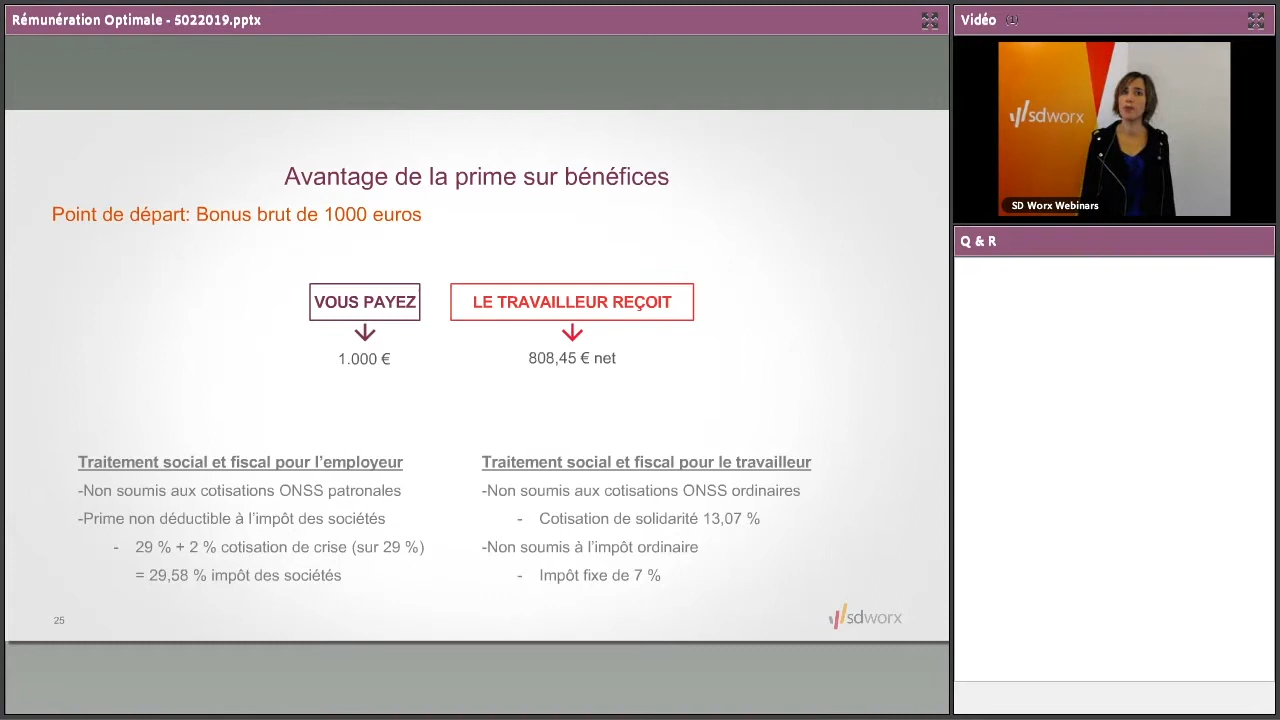 Rémunération Optimale - 5022019.pptx
Avantage de la prime sur bénéfices
Point de départ: Bonus brut de 1000 euros
VOUS PAYEZ
LE TRAVAILLEUR REÇOIT
1.000 €
808,45 € net
Traitement social et fiscal pour l'employeur
-Non soumis aux cotisations ONSS patronales
-Prime non déductible à l'impôt des sociétés
- 29 % + 2 % cotisation de crise (sur 29 %)
= 29,58 % impôt des sociétés
Traitement social et fiscal pour le travailleur
-Non soumis aux cotisations ONSS ordinaires
- Cotisation de solidarité 13,07 %
-Non soumis à l'impôt ordinaire
- Impôt fixe de 7 %
25
sdworx
Vidéo (1)
sdworx
SD Worx Webinars
Q & R